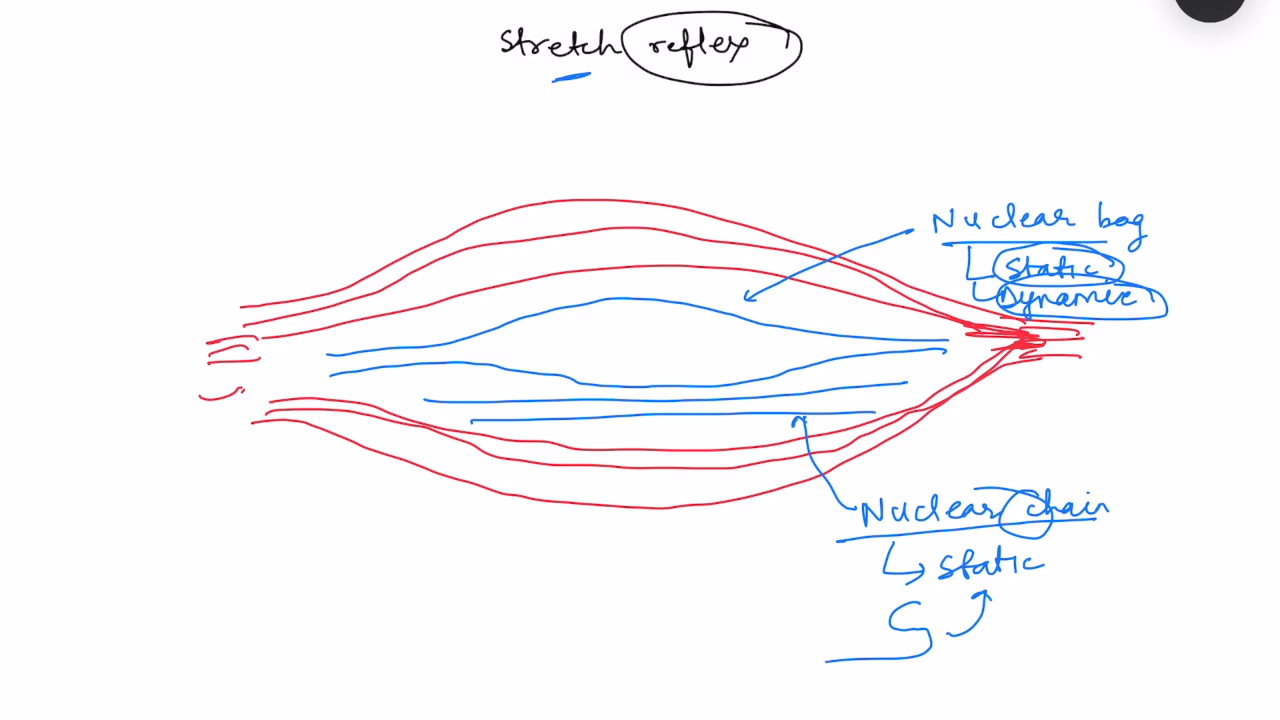 Stretch reflex
Nuclear bag
Static
Dynamic
Nuclear chain
Static